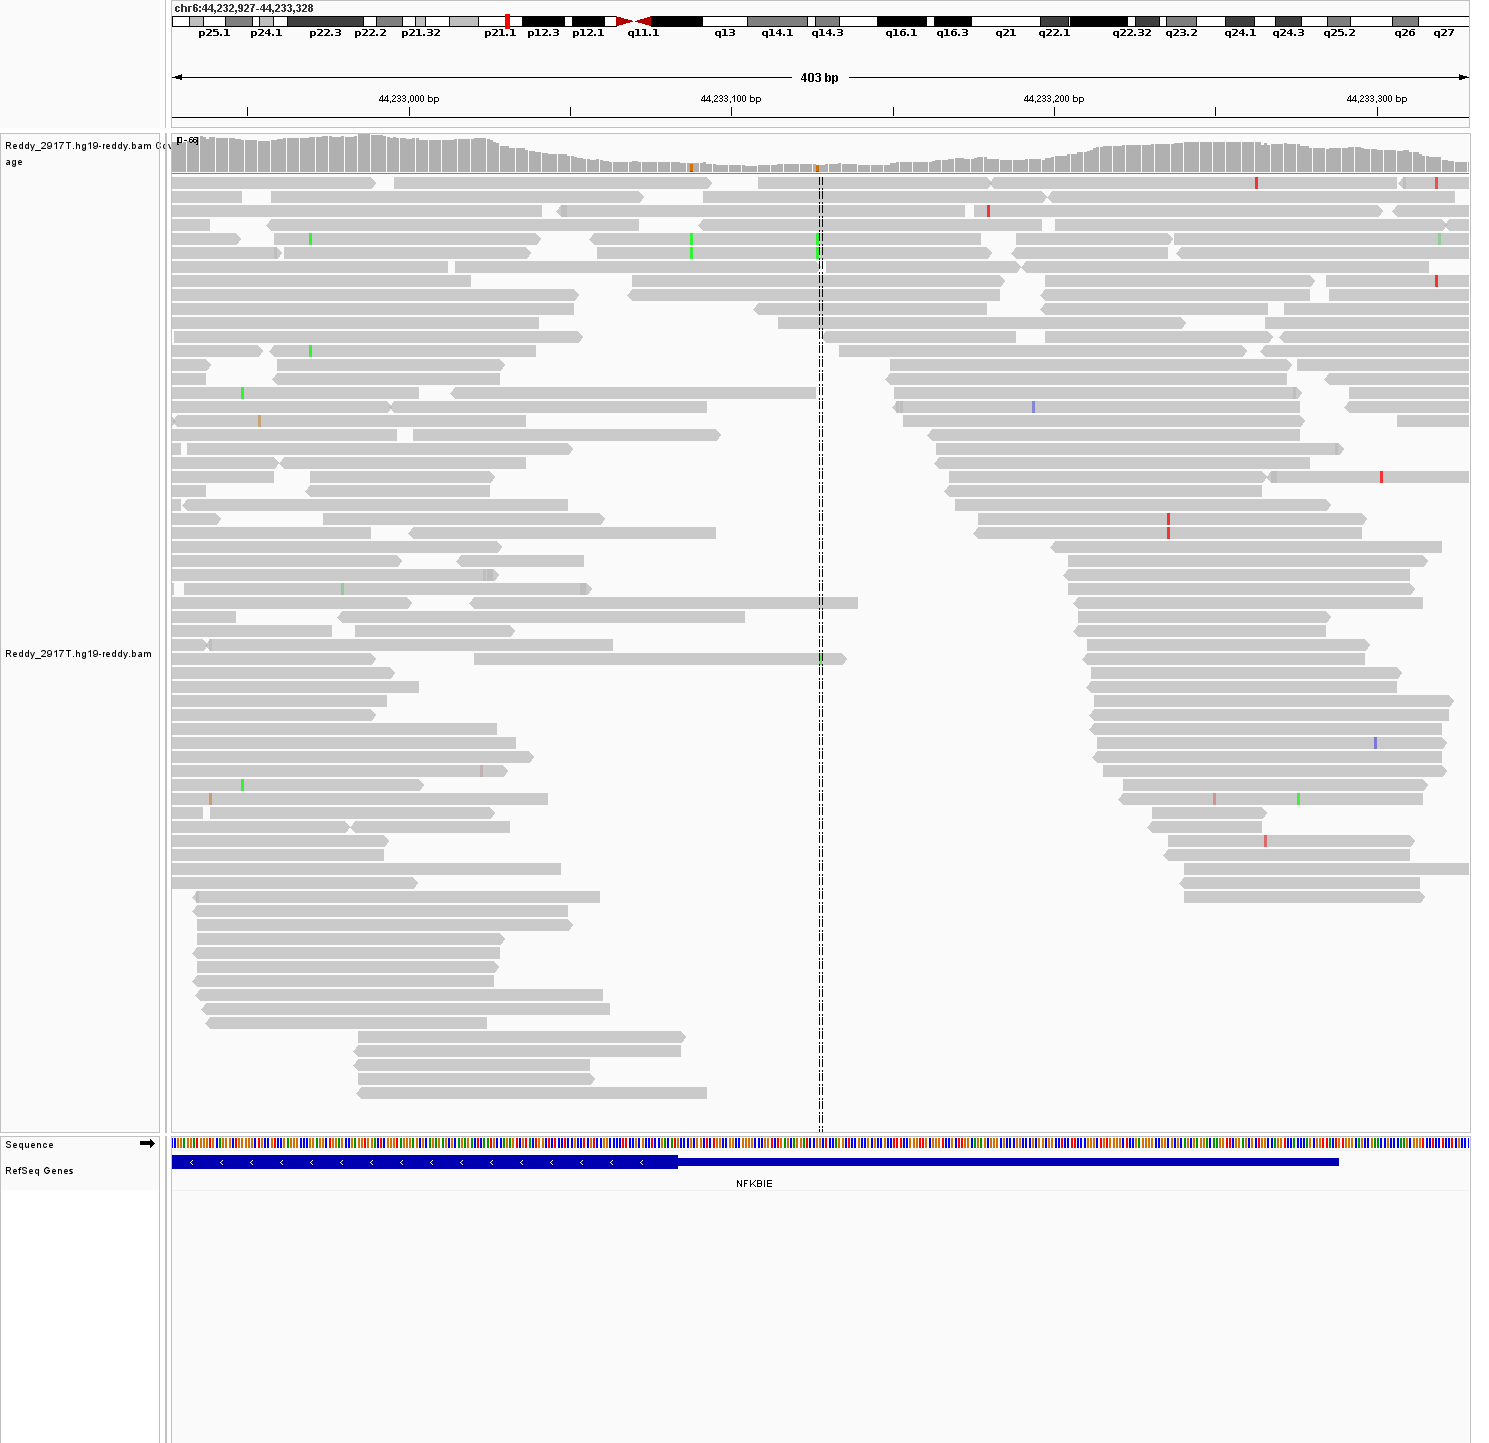 chr6:44,232,927-44,233,328
p25.1 p24.1 p22.3 p22.2 p21.32 p21.1 p12.3 p12.1 q11.1 q13 q14.1 q14.3 q16.1 q16.3 q21 q22.1 q22.32 q23.2 q24.1 q24.3 q25.2 q26 q27
403 bp
44,233,000 bp 44,233,100 bp 44,233,200 bp 44,233,300 bp
Reddy_2917T.hg19-reddy.bam Cov
age
Reddy_2917T.hg19-reddy.bam
Sequence
RefSeq Genes
NFKBIE